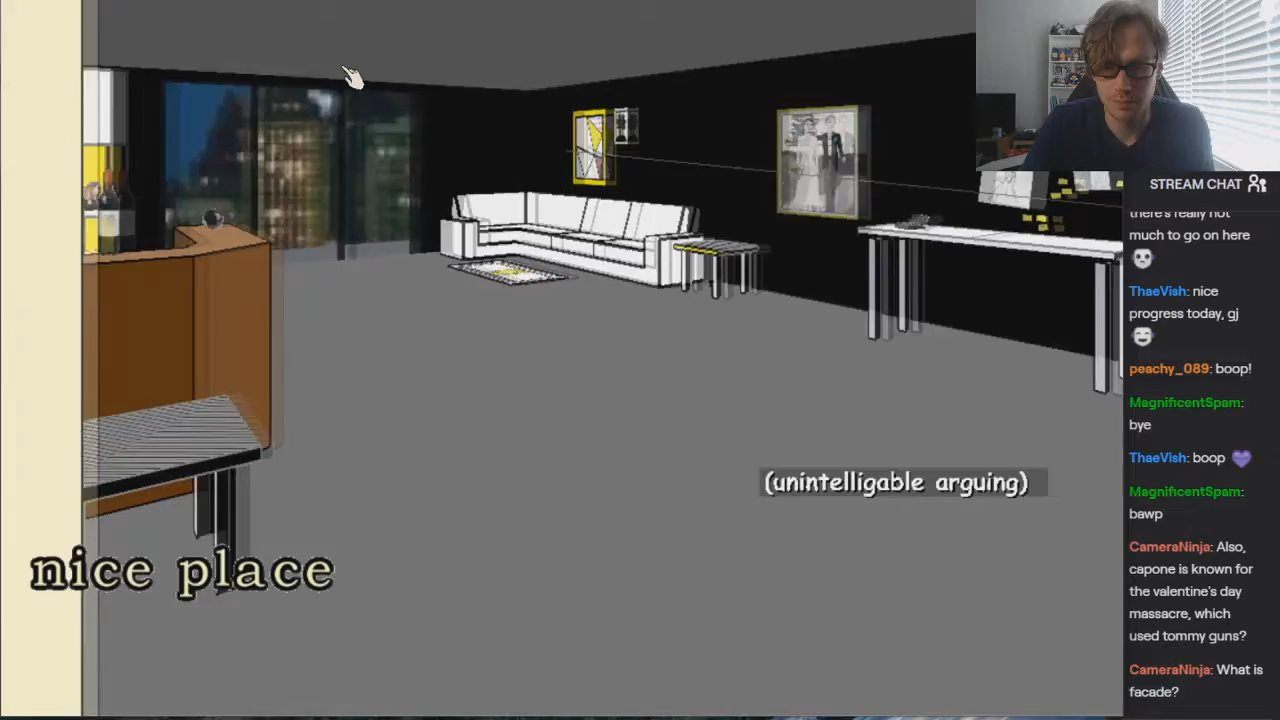 STREAM CHAT
there's really not
much to go on here
ThaeVish: nice
progress today, gj
peachy_089: boop!
MagnificentSpam:
bye
ThaeVish: boop
MagnificentSpam:
bawp
CameraNinja: Also,
capone is known for
the valentine's day
massacre, which
used tommy guns?
CameraNinja: What is
facade?
(unintelligable arguing)
nice place